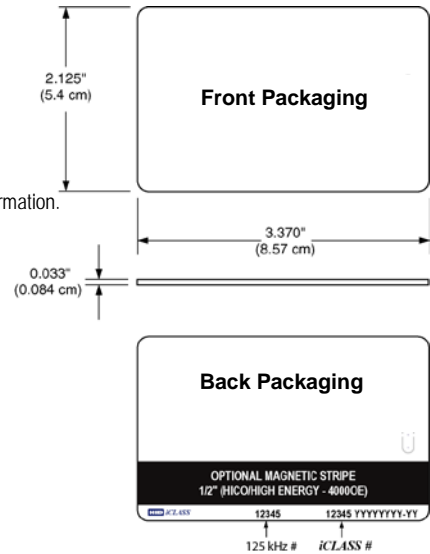 2.125"
(5.4 cm)
Front Packaging
rmation.
3.370"
(8.57 cm)
0.033"
(0.084 cm)
Back Packaging
OPTIONAL MAGNETIC STRIPE
1/2" (HICO/HIGH ENERGY - 4000OE)
HID iCLASS 12345 12345 YYYYYYYY-YY
125 kHz # iCLASS #